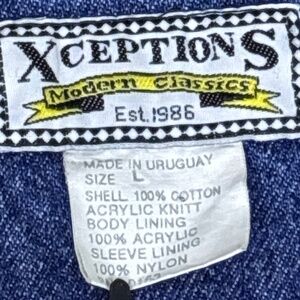 XCEPTIONS
Modern Classics
Est.1986
MADE IN URUGUAY
SIZE L
SHELL 100% COTTON
ACRYLIC KNITT
BODY LINING
100% ACRYLIC
SLEEVE LINING
100% NYLON